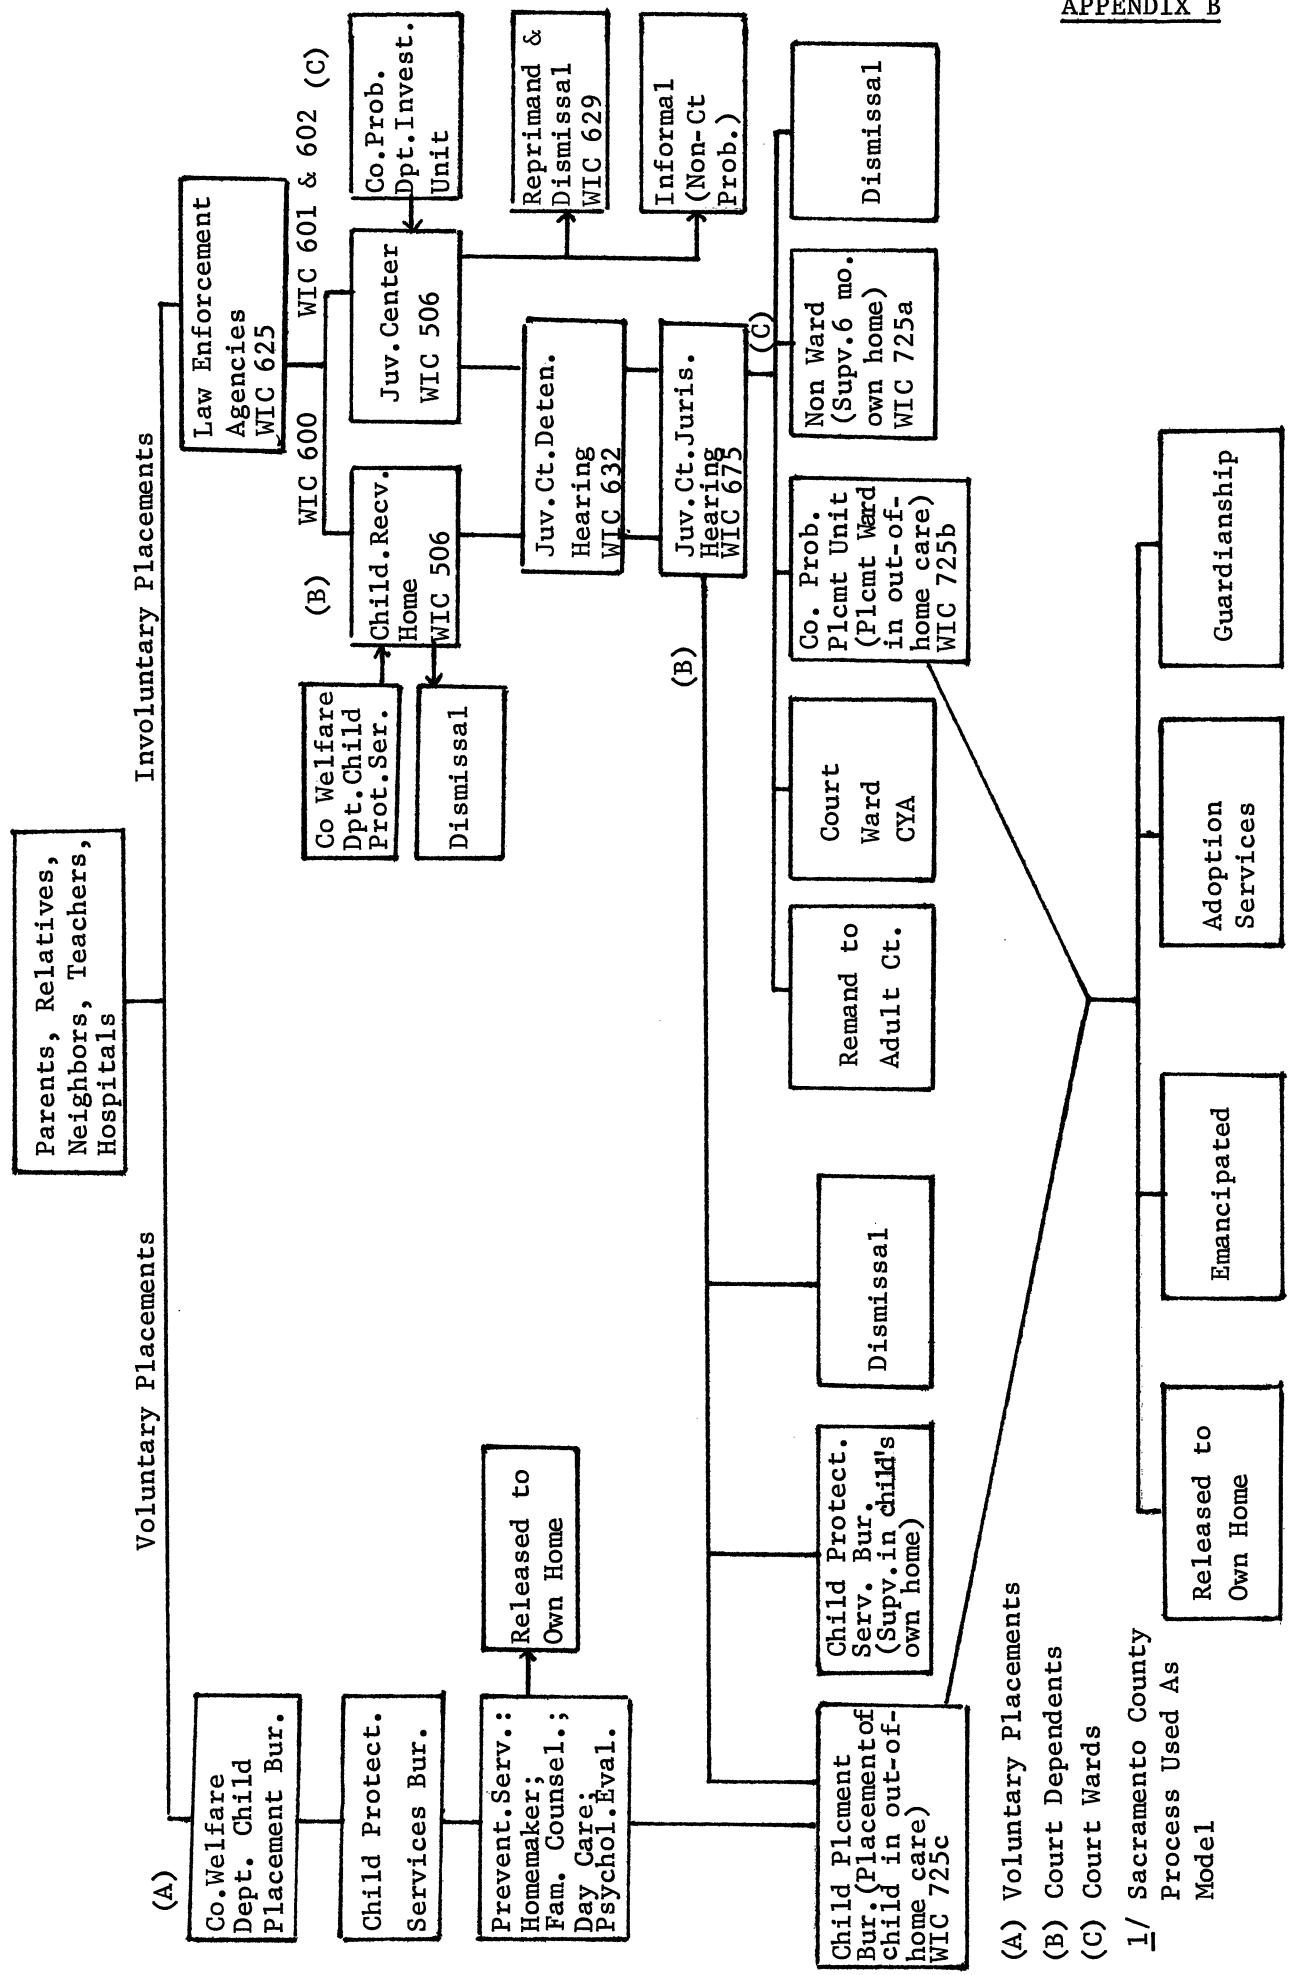 APPENDIX B
Parents, Relatives,
Neighbors, Teachers,
Hospitals
Voluntary Placements
Involuntary Placements
(A)
Co.Welfare
Dept. Child
Placement Bur.
Child Protect.
Services Bur.
Prevent.Serv.:
Homemaker;
Fam. Counsel.;
Day Care;
Psychol.Eval.
Released to
Own Home
Law Enforcement
Agencies
WIC 625
WIC 600
WIC 601 & 602
(B)
(C)
Co Welfare
Dpt.Child
Prot.Ser.
Dismissal
Child.Recv.
Home
WIC 506
Juv.Center
WIC 506
Co.Prob.
Dpt.Invest.
Unit
Reprimand &
Dismissal
WIC 629
Informal
(Non-Ct
Prob.)
Juv.Ct.Deten.
Hearing
WIC 632
Juv.Ct.Juris.
Hearing
WIC 675
(B)
(C)
Child Plcment
Bur.(Placementof
child in out-of-
home care)
WIC 725c
Child Protect.
Serv. Bur.
(Supv.in child's
own home)
Dismissal
Remand to
Adult Ct.
Court
Ward
CYA
Co. Prob.
Plcmt Unit
(Plcmt Ward
in out-of-
home care)
WIC 725b
Non Ward
(Supv.6 mo.
own home)
WIC 725a
Dismissal
Released to
Own Home
Emancipated
Adoption
Services
Guardianship
(A) Voluntary Placements
(B) Court Dependents
(C) Court Wards
1/ Sacramento County
Process Used As
Model